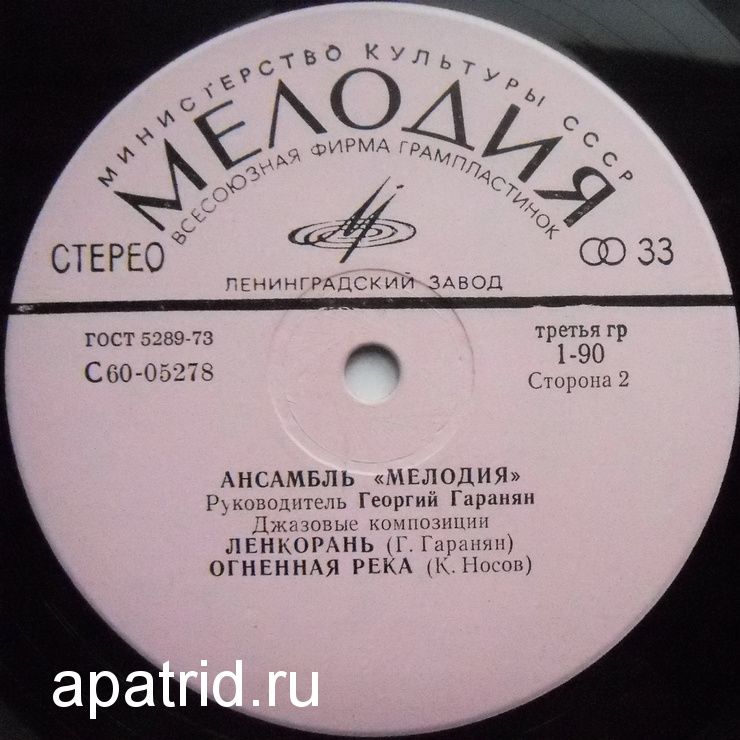 МИНИСТЕРСТВО КУЛЬТУРЫ СССР
МЕЛОДИЯ
ВСЕСОЮЗНАЯ ФИРМА ГРАМПЛАСТИНОК
СТЕРЕО
33
ЛЕНИНГРАДСКИЙ ЗАВОД
ГОСТ 5289-73
третья гр
С60-05278
1-90
Сторона 2
АНСАМБЛЬ «МЕЛОДИЯ»
Руководитель Георгий Гаранян
Джазовые композиции
ЛЕНКОРАНЬ (Г. Гаранян)
ОГНЕННАЯ РЕКА (К. Носов)
apatrid.ru